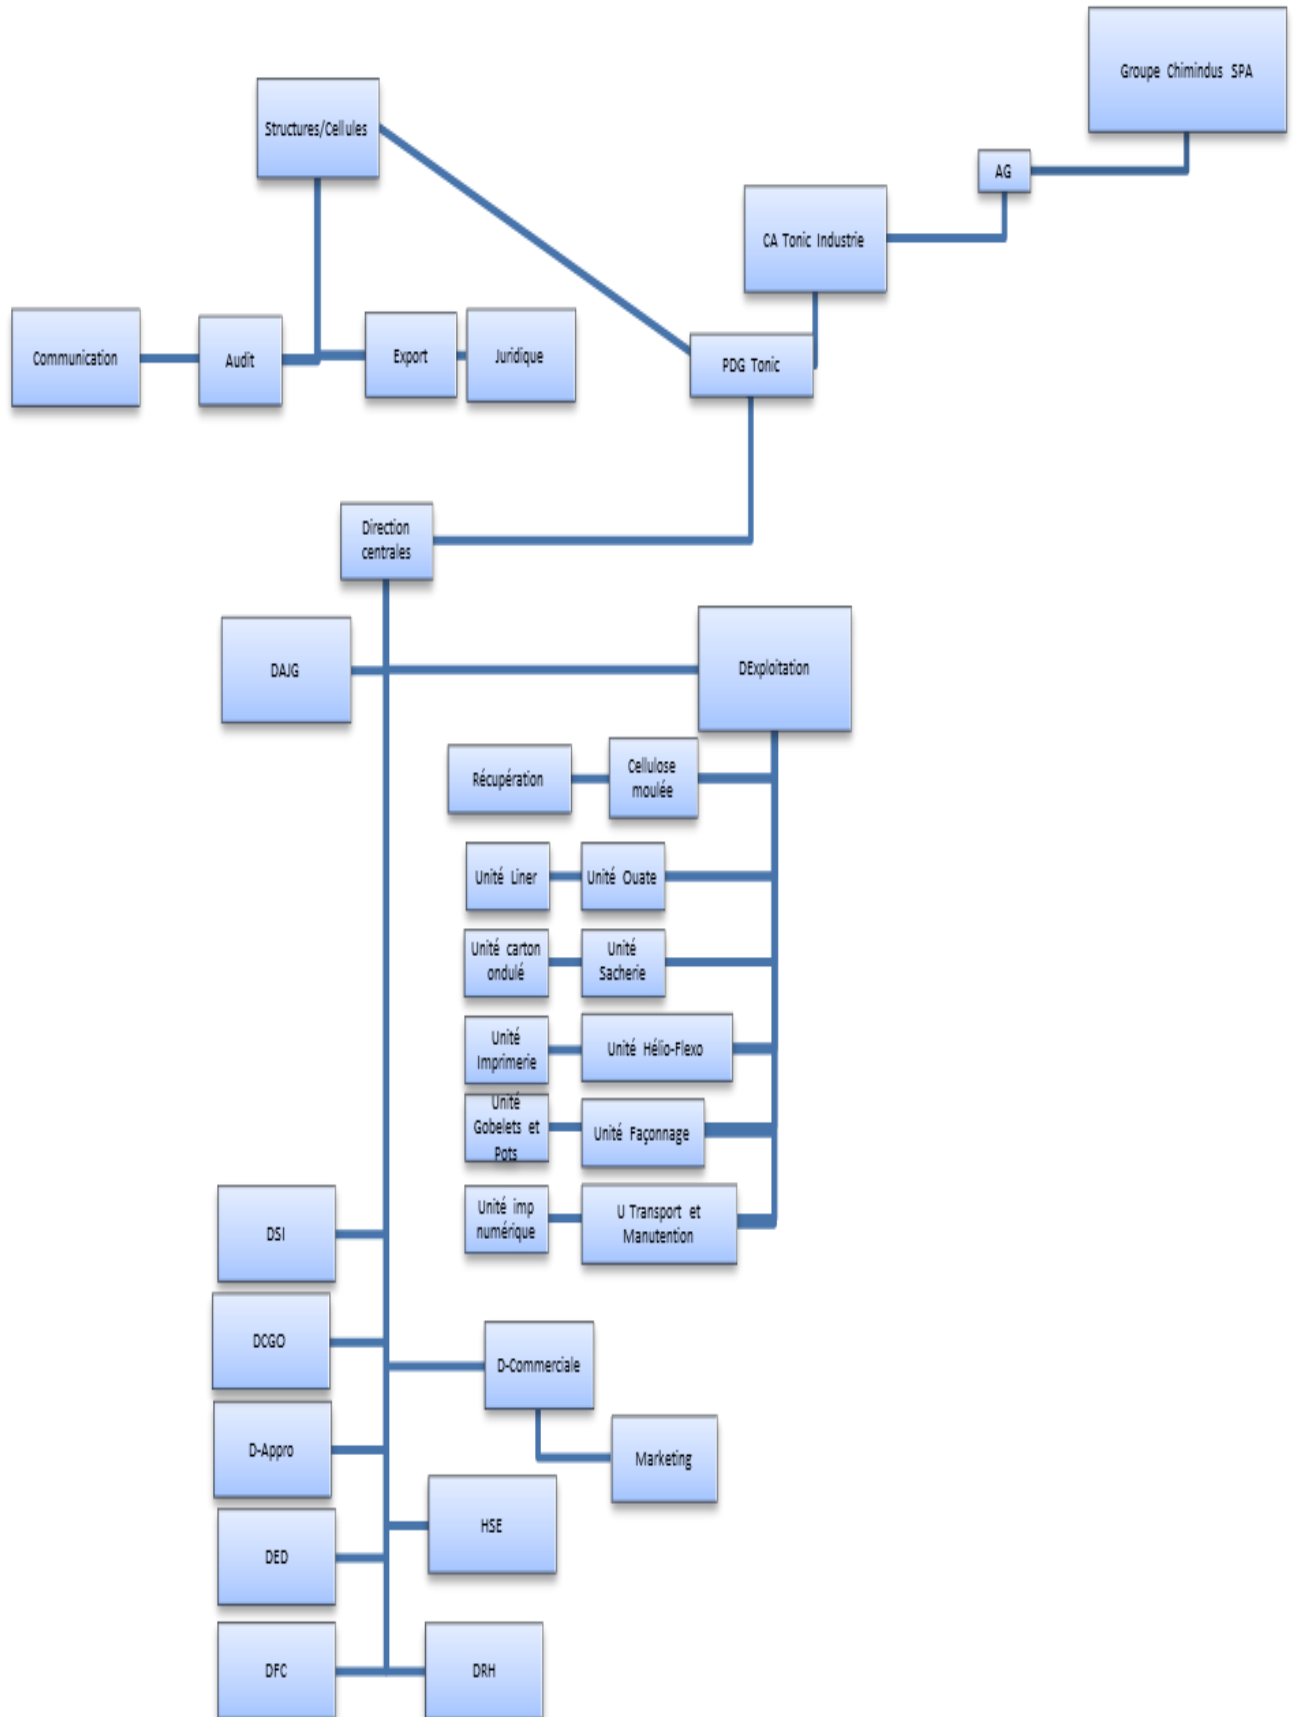 Groupe Chimindus SPA
Structures/Cellules
AG
CA Tonic Industrie
Communication
Audit
Export
Juridique
PDG Tonic
Direction
centrales
DAJG
DExploitation
Récupération
Cellulose
moulée
Unité Liner
Unité Ouate
Unité carton
ondulé
Unité
Sacherie
Unité
Imprimerie
Unité Hélio-Flexo
Unité
Gobelets et
Pots
Unité Façonnage
Unité imp
numérique
U Transport et
Manutention
DSI
DCGO
D-Commerciale
D-Appro
Marketing
HSE
DED
DFC
DRH